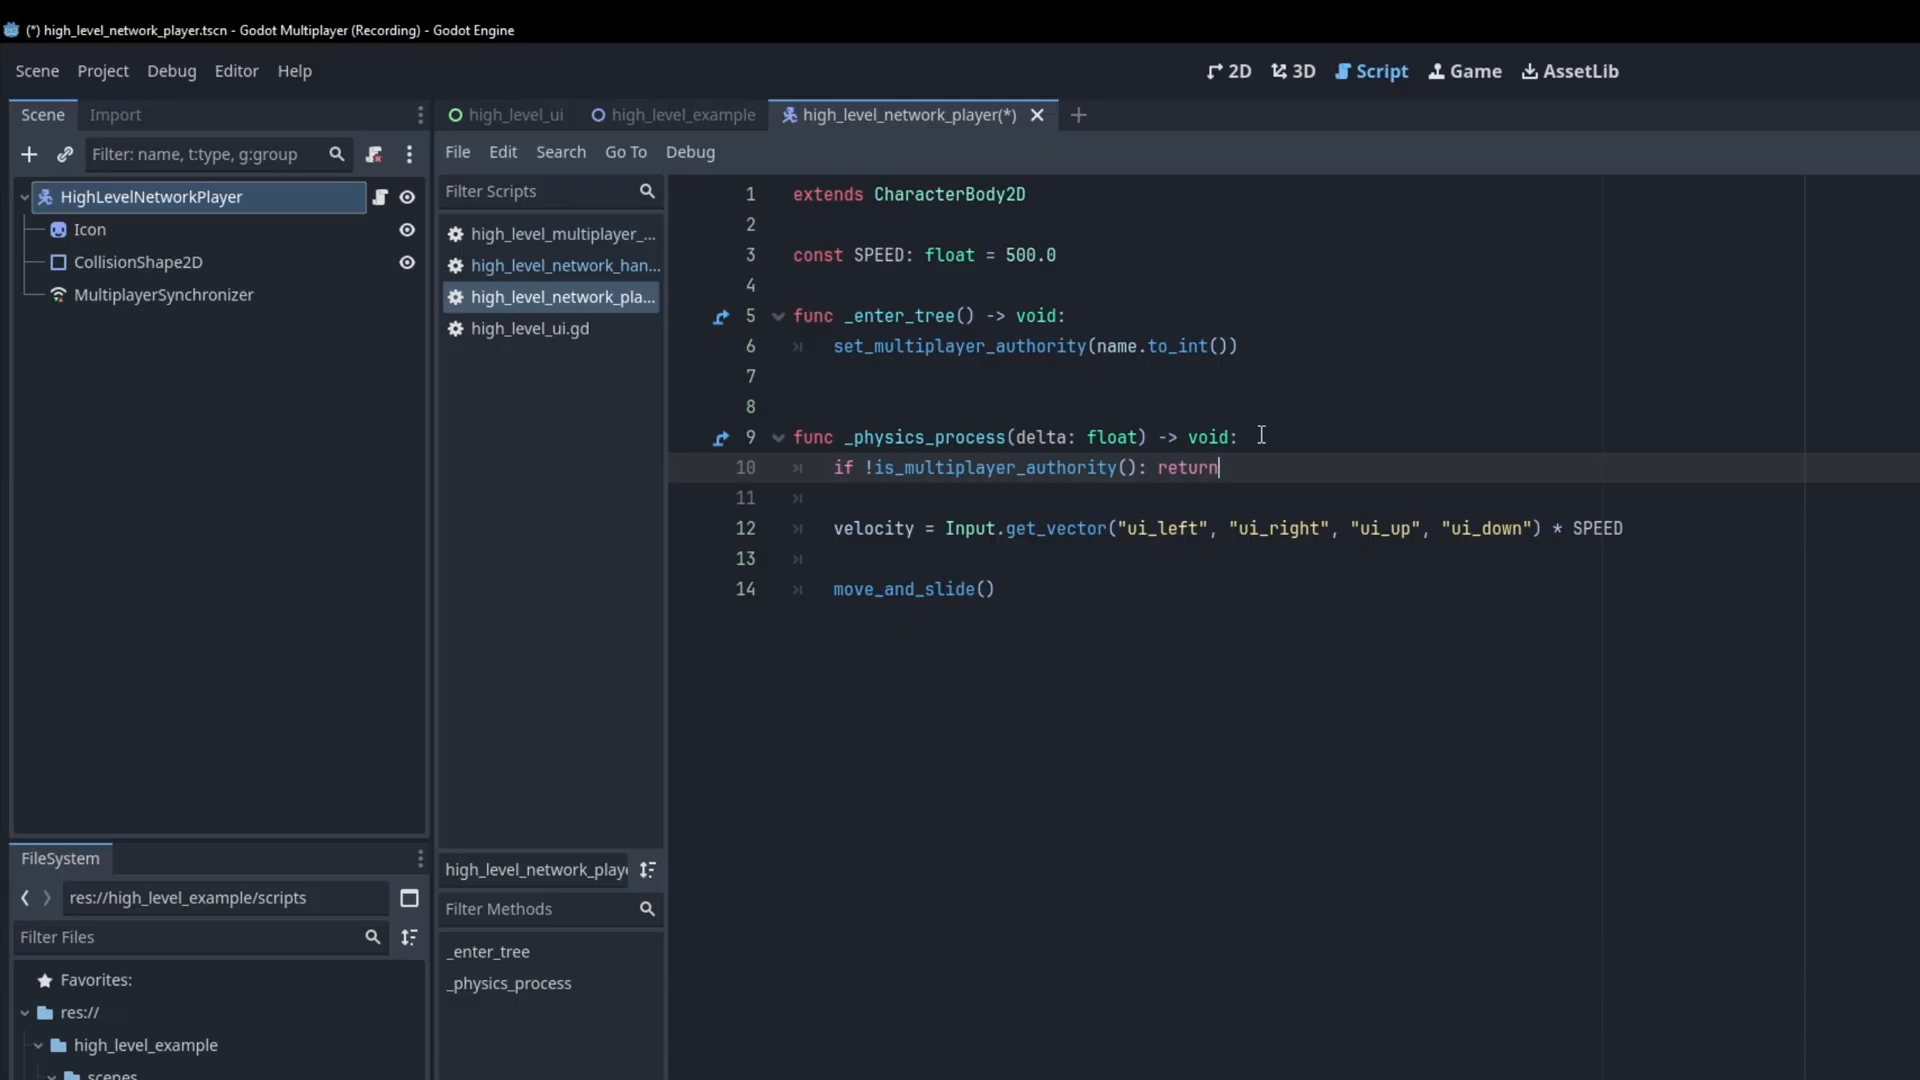 (*) high_level_network_player.tscn - Godot Multiplayer (Recording) - Godot Engine
Scene Project Debug Editor Help
2D 3D Script Game AssetLib
Scene Import
high_level_ui high_level_example high_level_network_player(*)
Filter: name, t:type, g:group
File Edit Search Go To Debug
HighLevelNetworkPlayer
Icon
CollisionShape2D
MultiplayerSynchronizer
Filter Scripts
high_level_multiplayer_...
high_level_network_han...
high_level_network_pla...
high_level_ui.gd
1 extends CharacterBody2D
2
3 const SPEED: float = 500.0
4
5 func _enter_tree() -> void:
6 set_multiplayer_authority(name.to_int())
7
8
9 func _physics_process(delta: float) -> void:
10 if !is_multiplayer_authority(): return
11
12 velocity = Input.get_vector("ui_left", "ui_right", "ui_up", "ui_down") * SPEED
13
14 move_and_slide()
high_level_network_playe
Filter Methods
_enter_tree
_physics_process
FileSystem
res://high_level_example/scripts
Filter Files
Favorites:
res://
high_level_example
scenes